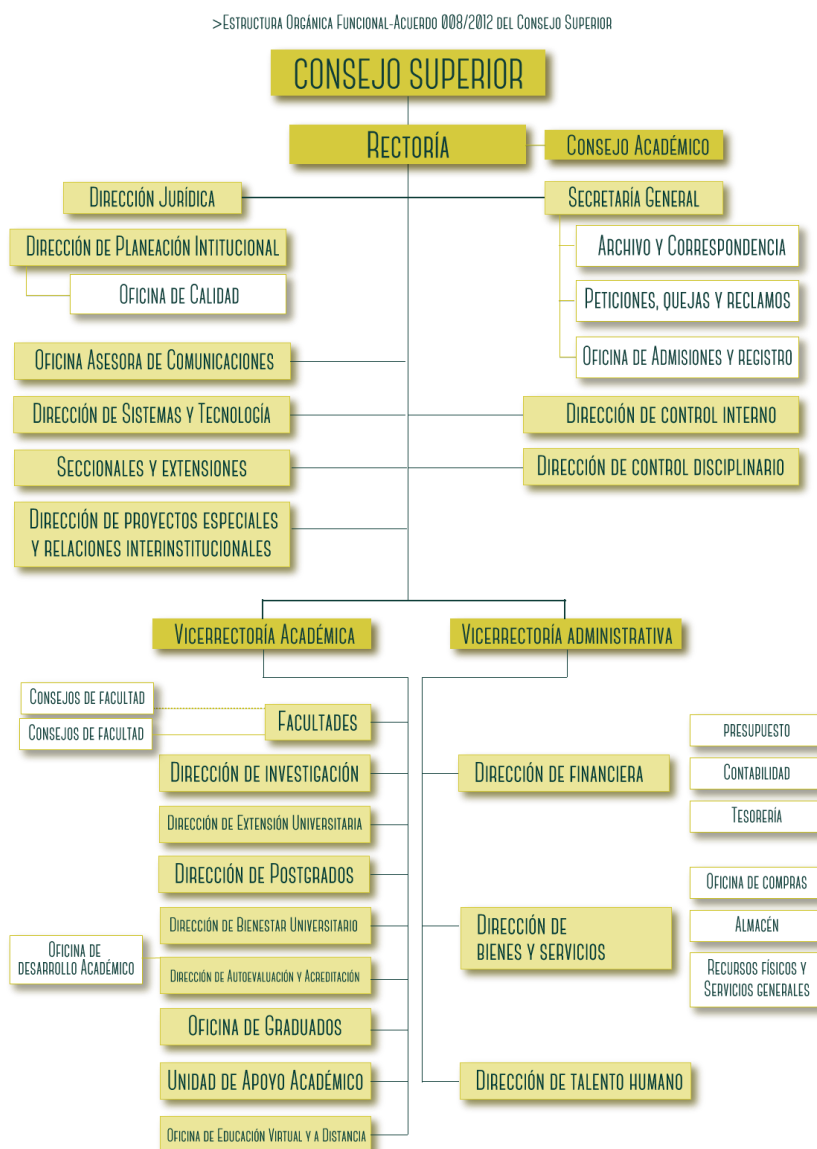 >Estructura Orgánica Funcional-Acuerdo 008/2012 del Consejo Superior
CONSEJO SUPERIOR
Rectoría
Consejo Académico
Dirección Jurídica
Secretaría General
Dirección de Planeación Intitucional
Archivo y Correspondencia
Oficina de Calidad
Peticiones, quejas y reclamos
Oficina Asesora de Comunicaciones
Oficina de Admisiones y registro
Dirección de Sistemas y Tecnología
Dirección de control interno
Seccionales y extensiones
Dirección de control disciplinario
Dirección de proyectos especiales
y relaciones interinstitucionales
Vicerrectoría Académica
Vicerrectoría administrativa
Consejos de facultad
Consejos de facultad
Facultades
Dirección de investigación
Dirección de Extensión Universitaria
Dirección de Postgrados
Dirección de Bienestar Universitario
Oficina de
desarrollo Académico
Dirección de Autoevaluación y Acreditación
Oficina de Graduados
Unidad de Apoyo Académico
Oficina de Educación Virtual y a Distancia
Dirección de financiera
presupuesto
Contabilidad
Tesorería
Dirección de
bienes y servicios
Oficina de compras
Almacén
Recursos físicos y
Servicios generales
Dirección de talento humano